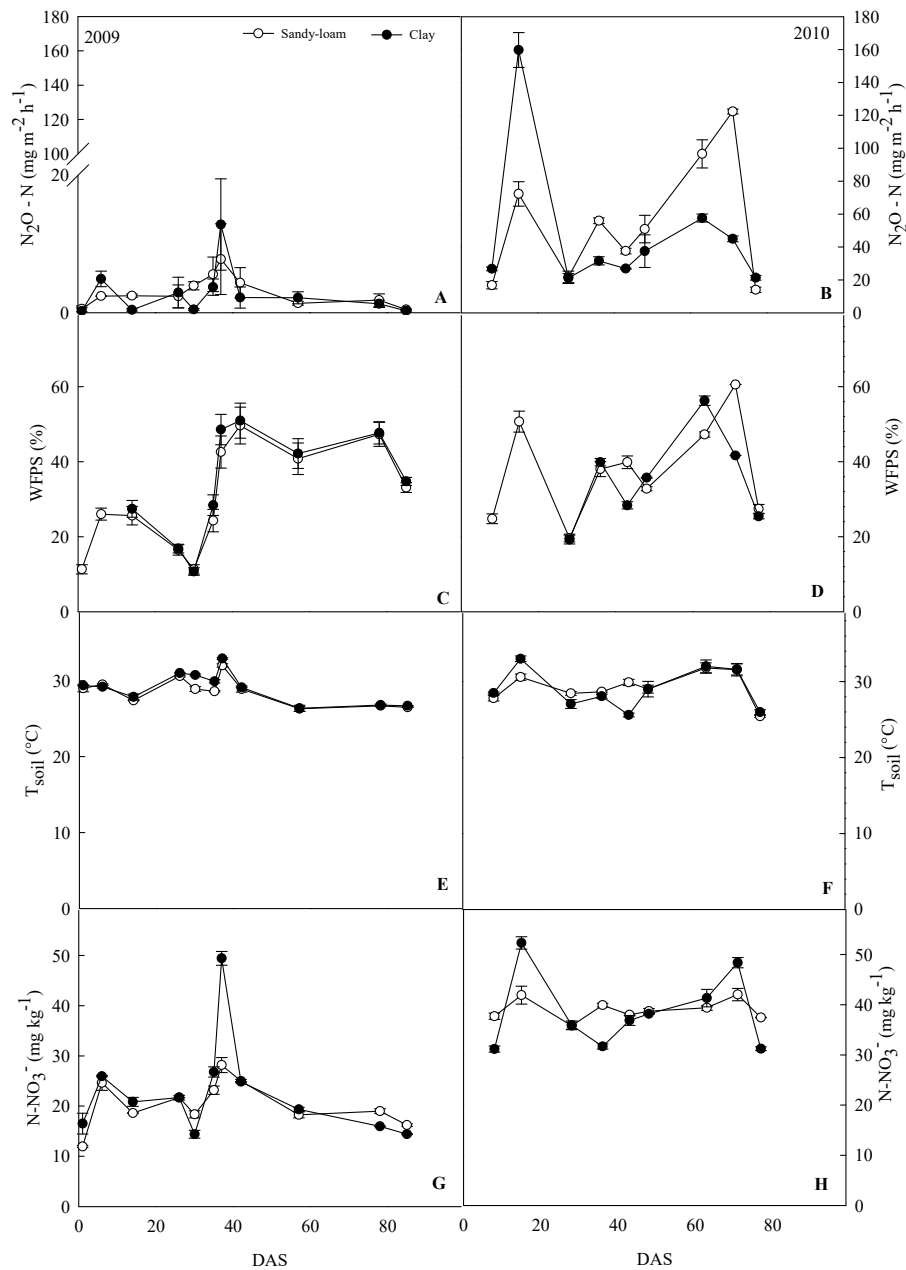 2009
Sandy-loam
Clay
2010
180
160
140
120
100
20
0
N₂O - N (mg m⁻² h⁻¹)
A
180
160
140
120
100
80
60
40
20
0
N₂O - N (mg m⁻² h⁻¹)
B
60
40
20
0
WFPS (%)
C
60
40
20
0
WFPS (%)
D
30
20
10
0
T soil (°C)
E
30
20
10
0
T soil (°C)
F
50
40
30
20
10
0
N-NO₃⁻ (mg kg⁻¹)
G
50
40
30
20
10
0
N-NO₃⁻ (mg kg⁻¹)
H
0 20 40 60 80 100
0 20 40 60 80 100
DAS
DAS